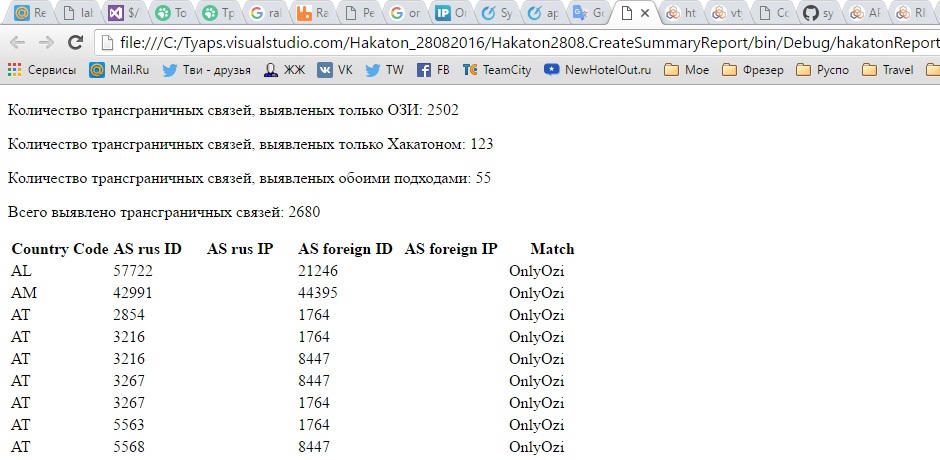 Re
lal
$/
To
Tp
ral
Ra
Pe
or
O
Sy
ap
Go
ht
vt
Co
sy
AF
RI
file:///C:/Tyaps.visualstudio.com/Hakaton_28082016/Hakaton2808.CreateSummaryReport/bin/Debug/hakatonReport
Сервисы Mail.Ru Тви - друзья ЖЖ VK TW FB TeamCity NewHotelOut.ru Мое Фрезер Руспо Travel
Количество трансграничных связей, выявленых только ОЗИ: 2502
Количество трансграничных связей, выявленых только Хакатоном: 123
Количество трансграничных связей, выявленых обоими подходами: 55
Всего выявлено трансграничных связей: 2680
Country Code AS rus ID AS rus IP AS foreign ID AS foreign IP Match
AL 57722 21246 OnlyOzi
AM 42991 44395 OnlyOzi
AT 2854 1764 OnlyOzi
AT 3216 1764 OnlyOzi
AT 3216 8447 OnlyOzi
AT 3267 8447 OnlyOzi
AT 3267 1764 OnlyOzi
AT 5563 1764 OnlyOzi
AT 5568 8447 OnlyOzi